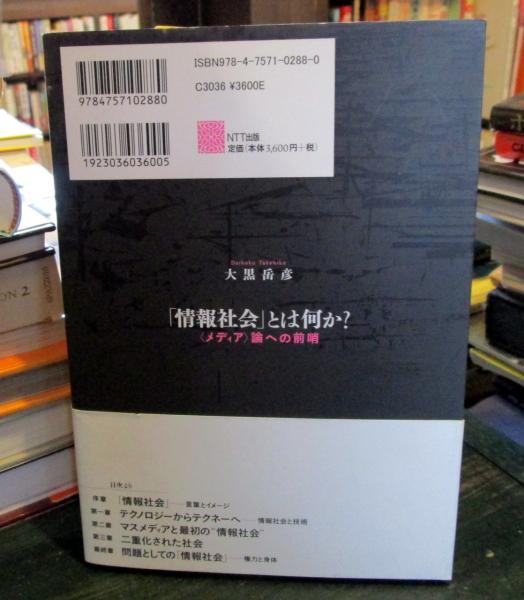 ISBN978-4-7571-0288-0
C3036 ¥3600E
9784757102880
NTT出版
定価(本体3,600円+税)
1923036036005
Daikoku Takehiko
大黒岳彦
「情報社会」とは何か?
〈メディア〉論への前哨
目次より
序章 「情報社会」――言葉とイメージ
第一章 テクノロジーからテクネーへ――情報社会と技術
第二章 マスメディアと最初の“情報社会”
第三章 二重化された社会
最終章 問題としての「情報社会」――権力と身体
ON 2